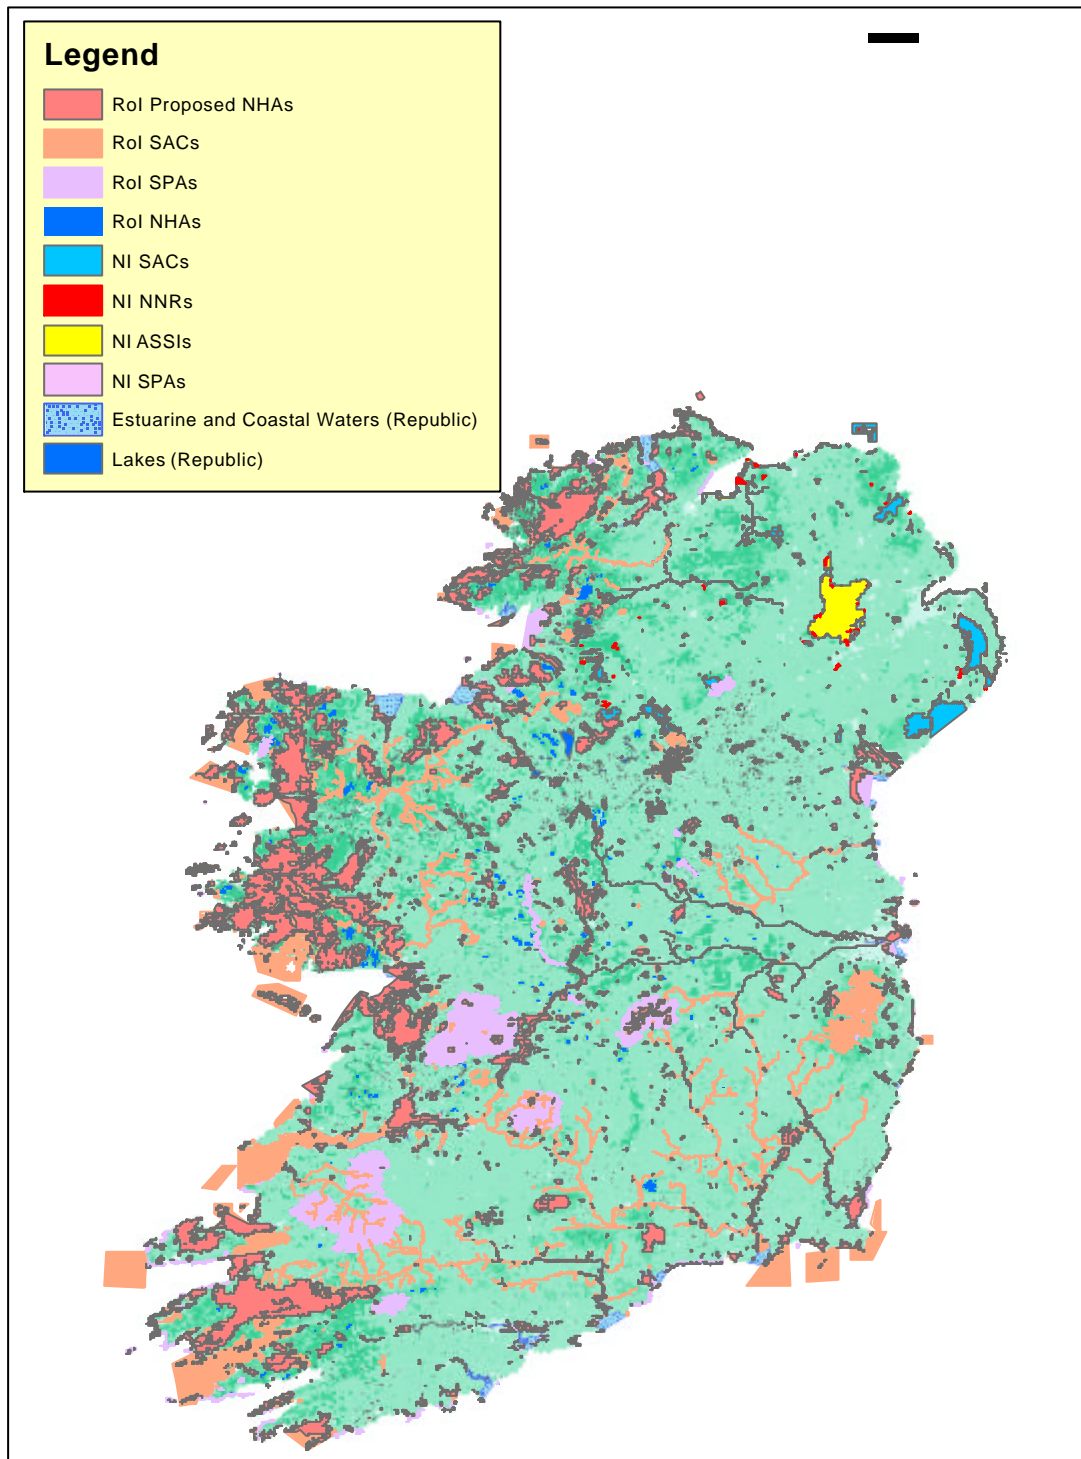 Legend
RoI Proposed NHAs
RoI SACs
RoI SPAs
RoI NHAs
NI SACs
NI NNRs
NI ASSIs
NI SPAs
Estuarine and Coastal Waters (Republic)
Lakes (Republic)